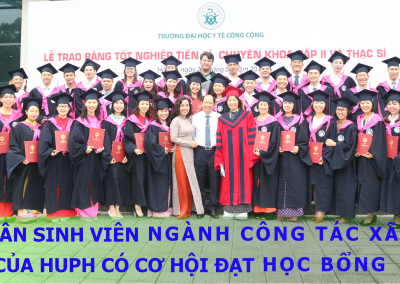 TRƯỜNG ĐẠI HỌC Y TẾ CÔNG CỘNG
LỄ TRAO BẰNG TỐT NGHIỆP TIẾN SĨ, CHUYÊN KHOA CẤP II VÀ THẠC SĨ
ÂN SINH VIÊN NGÀNH CÔNG TÁC XÃ
CỦA HUPH CÓ CƠ HỘI ĐẠT HỌC BỔNG